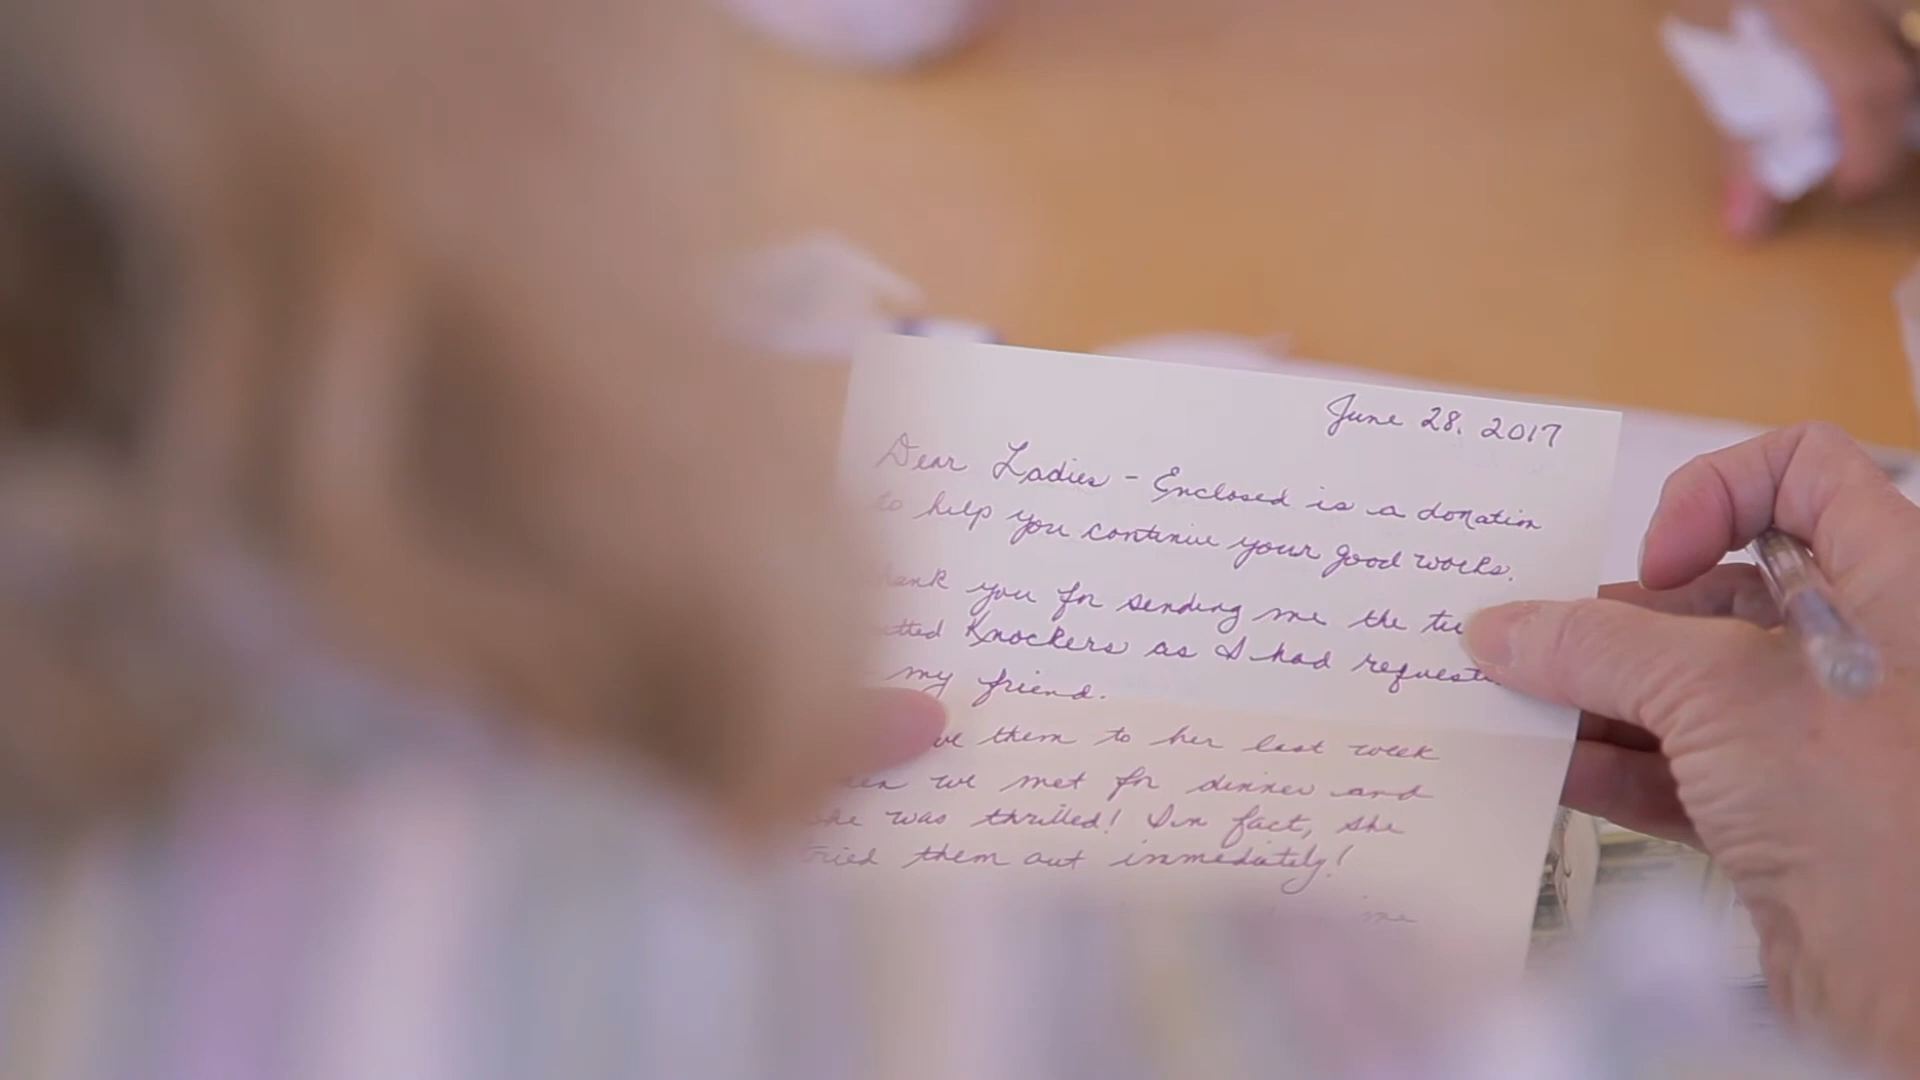 June 28, 2017
Dear Ladies - Enclosed is a donation
to help you continue your good works.
you for sending me the
Knockers as I had
my friend.
them to her last week
we met for dinner and
was thrilled! In fact, she
them out immediately!
me